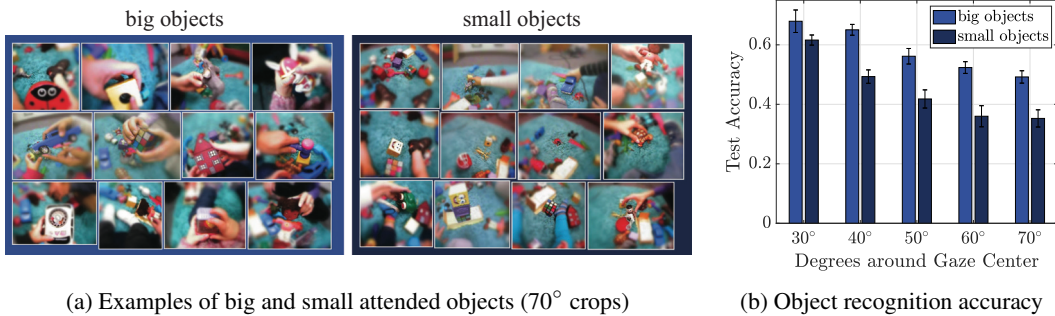 big objects
small objects
(a) Examples of big and small attended objects (70° crops)
big objects
small objects
Test Accuracy
0.6
0.4
0.2
0
30°
40°
50°
60°
70°
Degrees around Gaze Center
(b) Object recognition accuracy